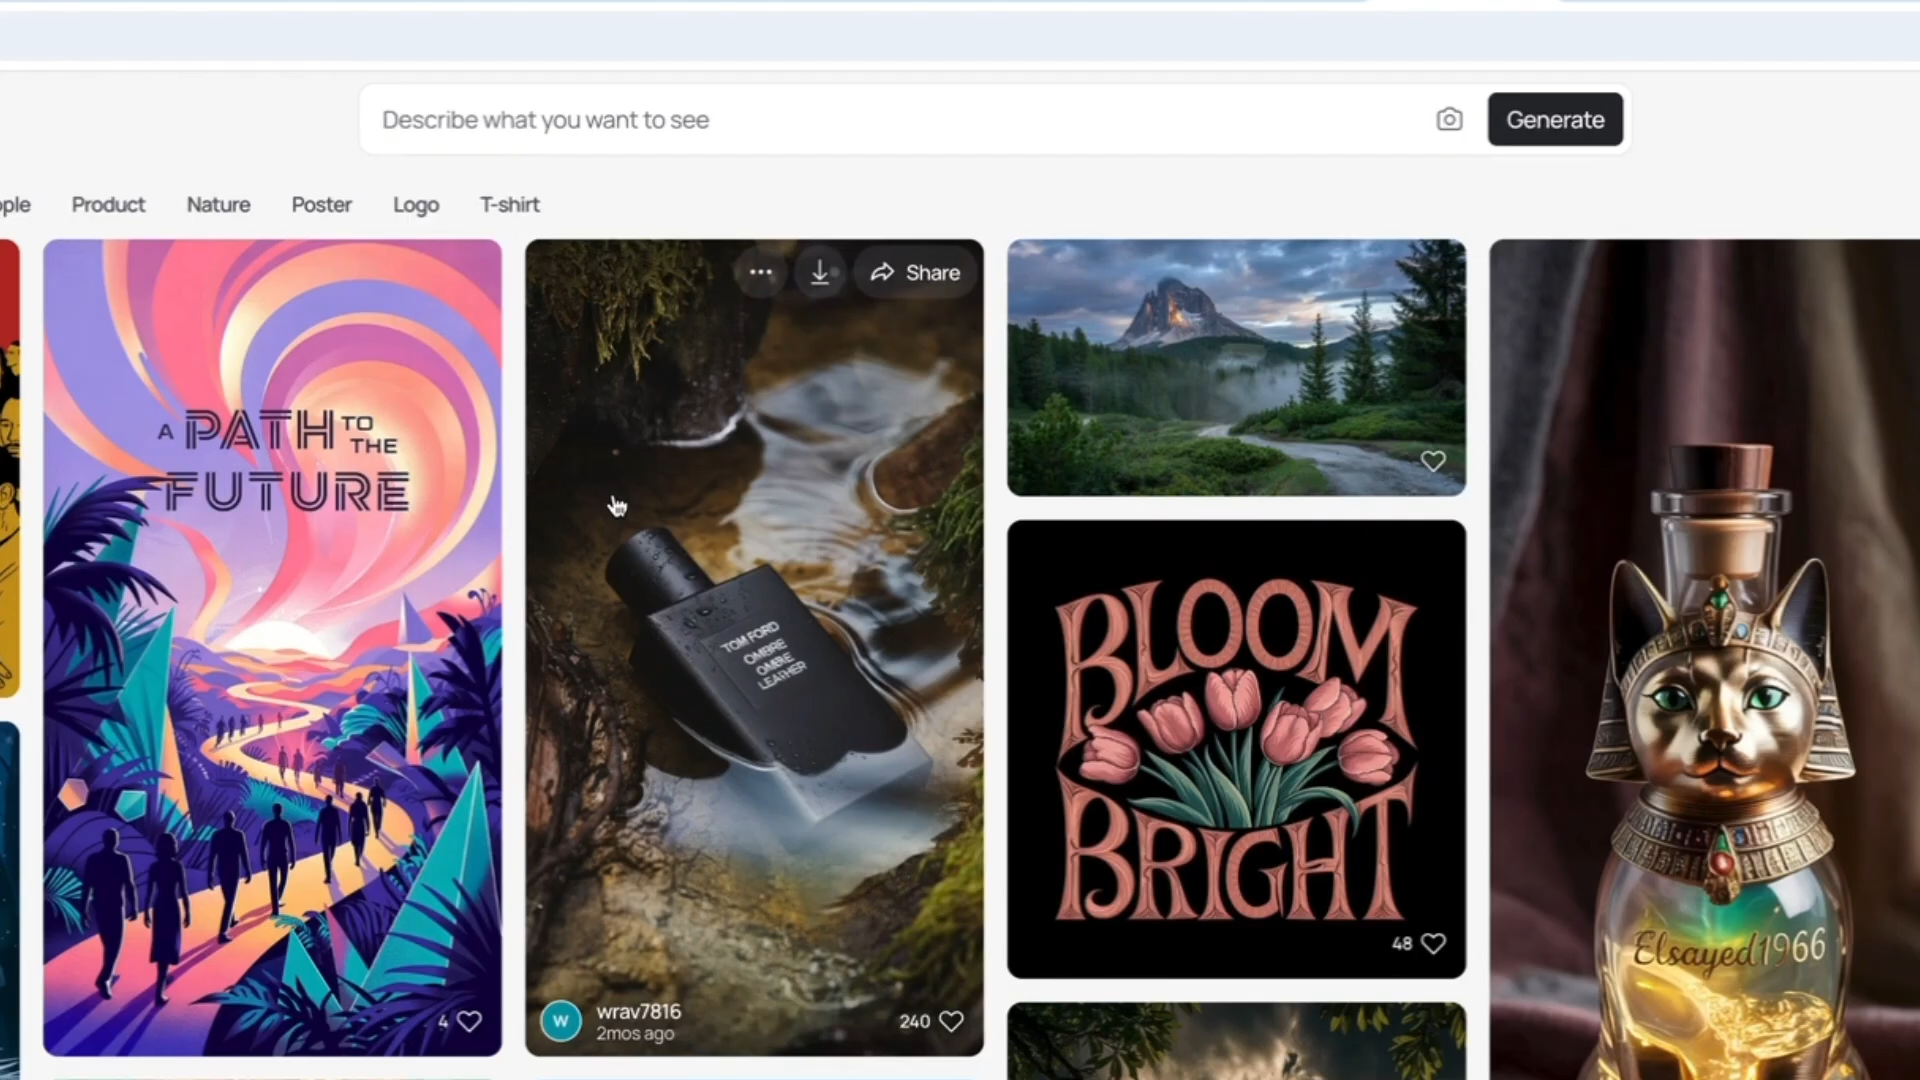 Describe what you want to see
Generate
ple
Product
Nature
Poster
Logo
T-shirt
Share
A PATH TO
THE
FUTURE
4
TOM FORD
OMBRE
OMBRE
LEATHER
wrav7816
2mos ago
W
240
BLOOM
BRIGHT
48
Elsayed1966